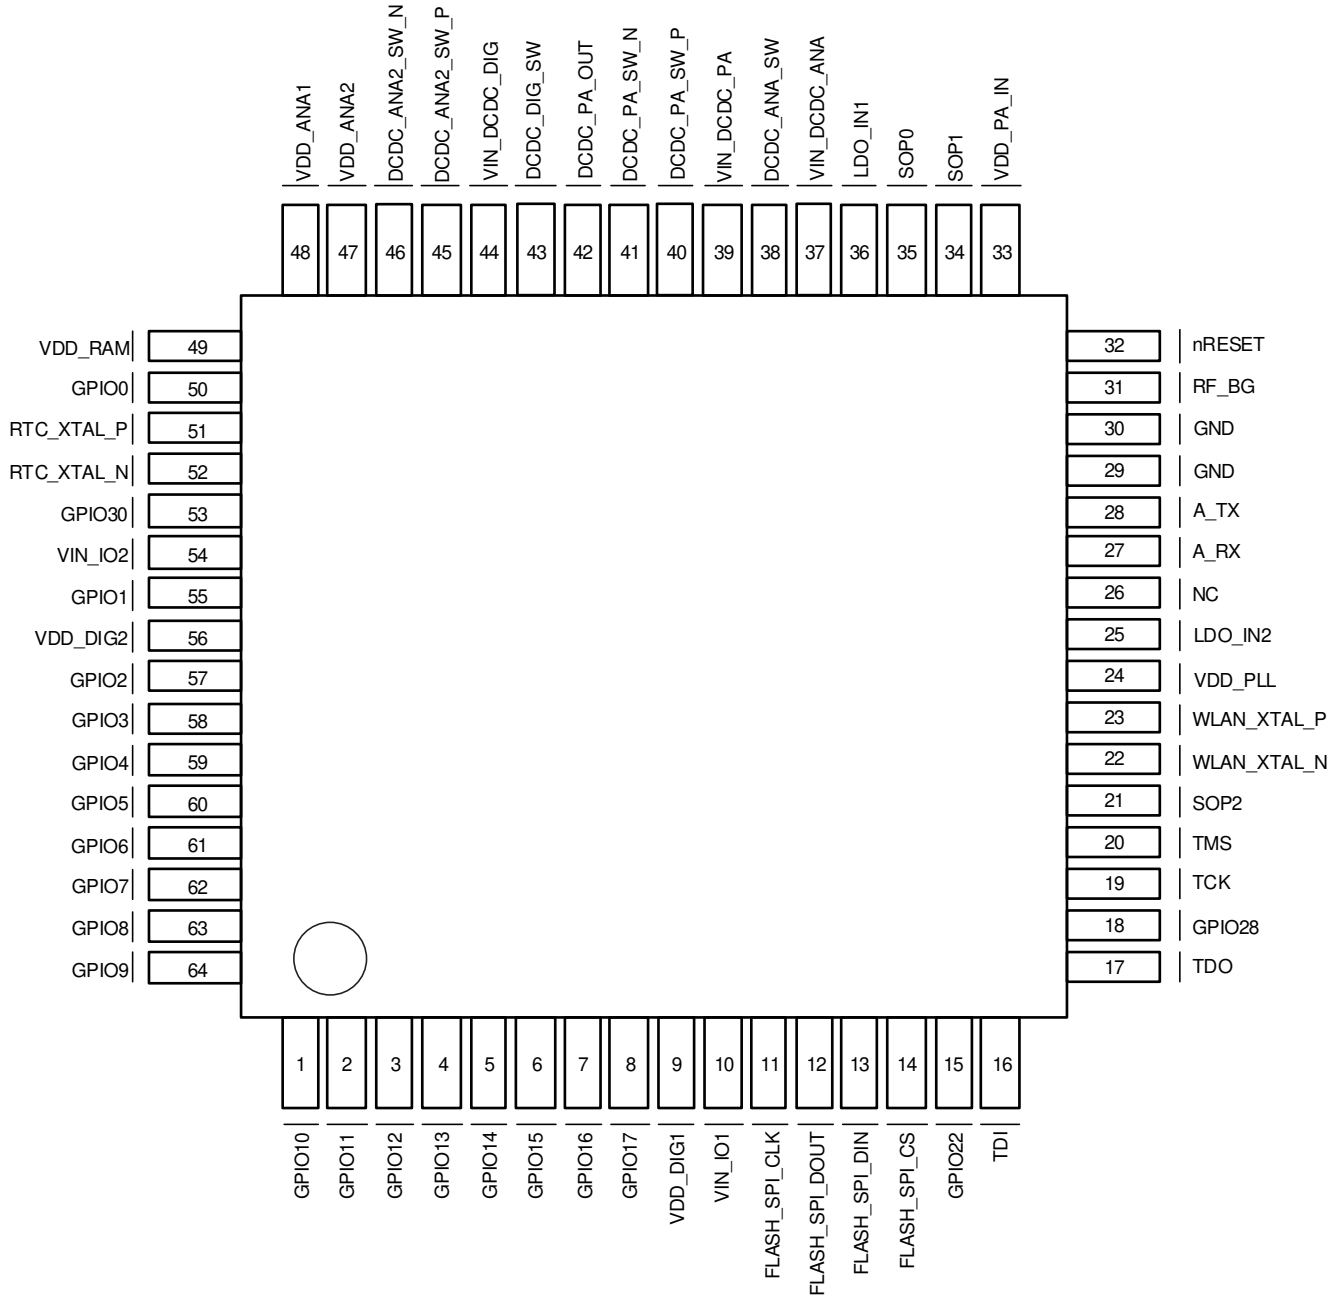 VDD_ANA1
VDD_ANA2
DCDC_ANA2_SW_N
DCDC_ANA2_SW_P
VIN_DCDC_DIG
DCDC_DIG_SW
DCDC_PA_OUT
DCDC_PA_SW_N
DCDC_PA_SW_P
VIN_DCDC_PA
DCDC_ANA_SW
VIN_DCDC_ANA
LDO_IN1
SOP0
SOP1
VDD_PA_IN
48 47 46 45 44 43 42 41 40 39 38 37 36 35 34 33
VDD_RAM 49
GPIO0 50
RTC_XTAL_P 51
RTC_XTAL_N 52
GPIO30 53
VIN_IO2 54
GPIO1 55
VDD_DIG2 56
GPIO2 57
GPIO3 58
GPIO4 59
GPIO5 60
GPIO6 61
GPIO7 62
GPIO8 63
GPIO9 64
32 nRESET
31 RF_BG
30 GND
29 GND
28 A_TX
27 A_RX
26 NC
25 LDO_IN2
24 VDD_PLL
23 WLAN_XTAL_P
22 WLAN_XTAL_N
21 SOP2
20 TMS
19 TCK
18 GPIO28
17 TDO
1 2 3 4 5 6 7 8 9 10 11 12 13 14 15 16
GPIO10
GPIO11
GPIO12
GPIO13
GPIO14
GPIO15
GPIO16
GPIO17
VDD_DIG1
VIN_IO1
FLASH_SPI_CLK
FLASH_SPI_DOUT
FLASH_SPI_DIN
FLASH_SPI_CS
GPIO22
TDI